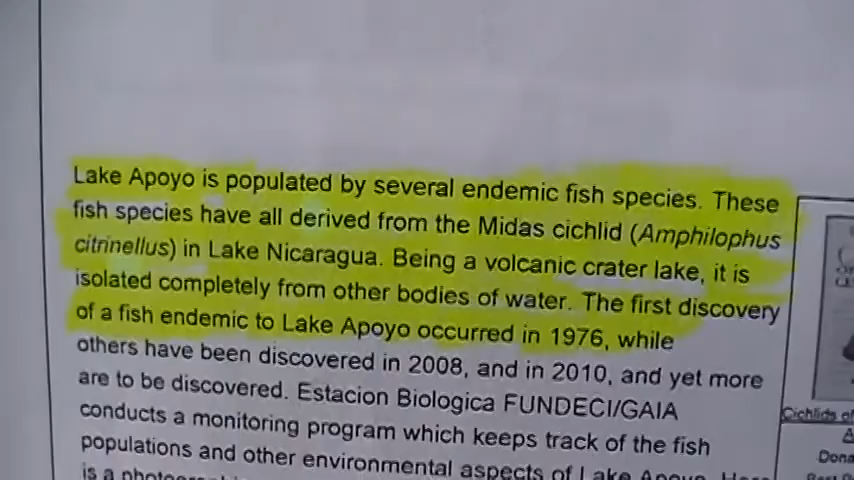 Lake Apoyo is populated by several endemic fish species. These
fish species have all derived from the Midas cichlid (Amphilophus
citrinellus) in Lake Nicaragua. Being a volcanic crater lake, it is
isolated completely from other bodies of water. The first discovery
of a fish endemic to Lake Apoyo occurred in 1976, while
others have been discovered in 2008, and in 2010, and yet more
are to be discovered. Estacion Biologica FUNDECI/GAIA
conducts a monitoring program which keeps track of the fish
populations and other environmental aspects of Lake Apoyo. Here
is a
Cichlids of
Dona